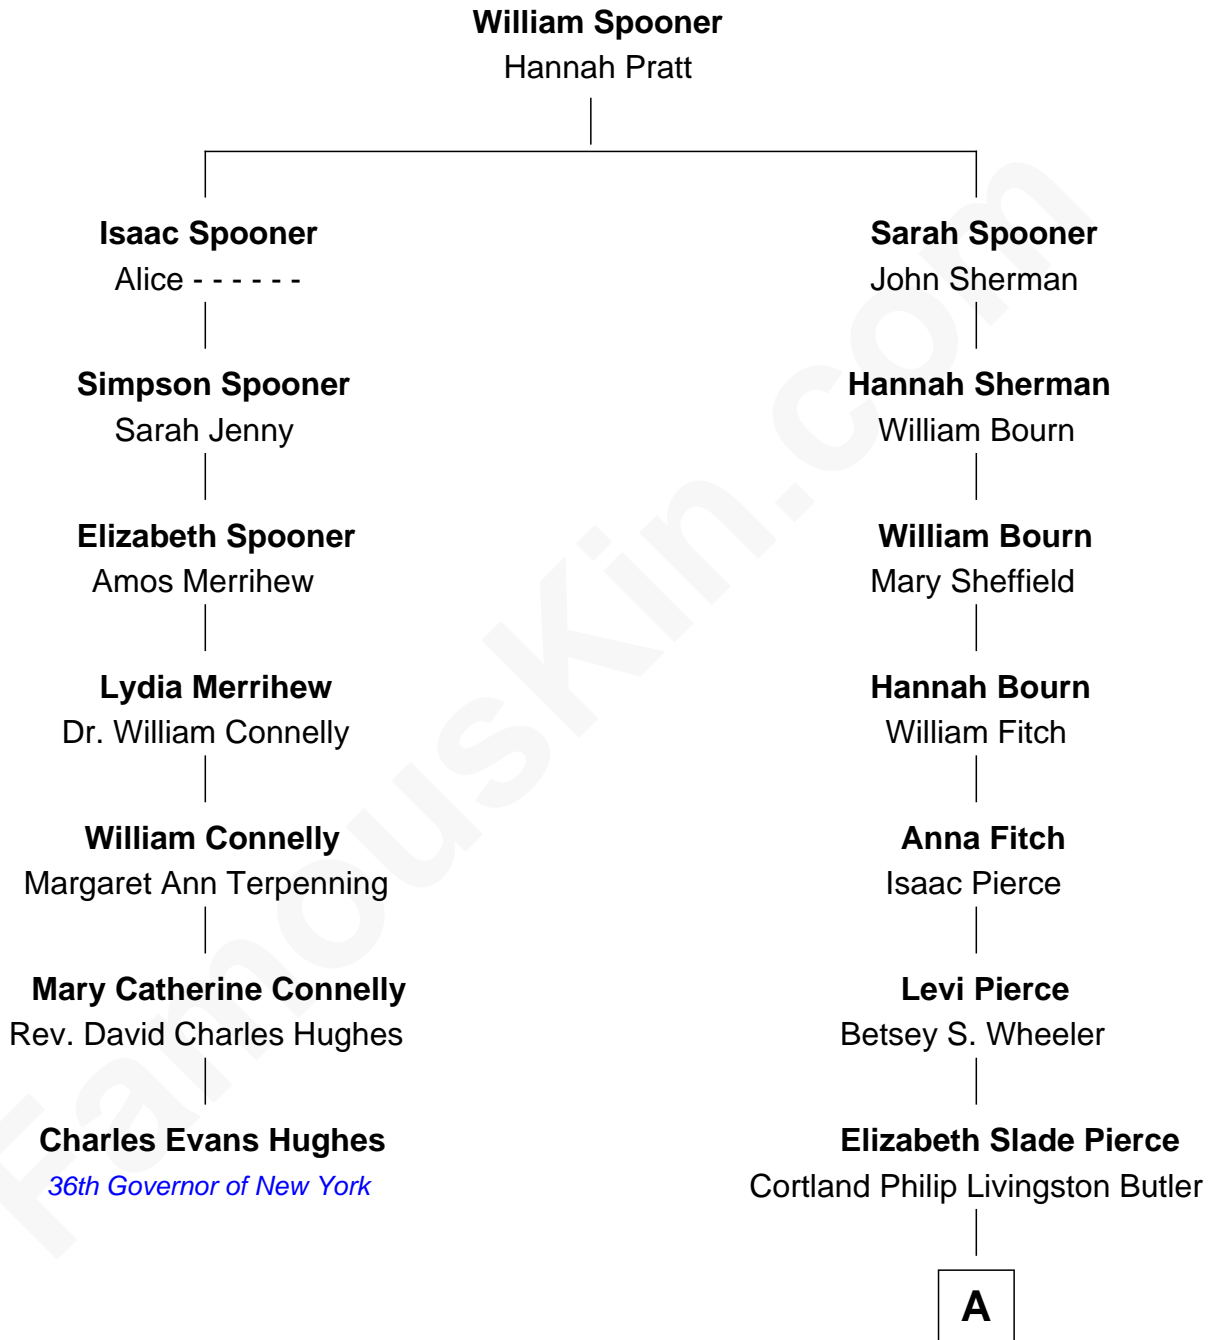 William Spooner
Hannah Pratt
Isaac Spooner
Alice - - - - - -
Sarah Spooner
John Sherman
Simpson Spooner
Sarah Jenny
Hannah Sherman
William Bourn
Elizabeth Spooner
Amos Merrihew
William Bourn
Mary Sheffield
Lydia Merrihew
Dr. William Connelly
Hannah Bourn
William Fitch
William Connelly
Margaret Ann Terpenning
Anna Fitch
Isaac Pierce
Mary Catherine Connelly
Rev. David Charles Hughes
Levi Pierce
Betsey S. Wheeler
Charles Evans Hughes
36th Governor of New York
Elizabeth Slade Pierce
Cortland Philip Livingston Butler
A
FamousKin.com